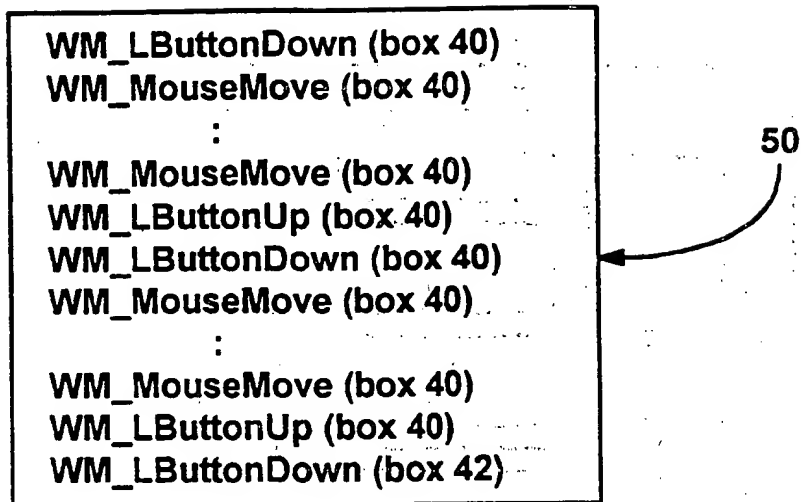 WM_LButtonDown (box 40)
WM_MouseMove (box 40)
:
WM_MouseMove (box 40)
WM_LButtonUp (box 40)
WM_LButtonDown (box 40)
WM_MouseMove (box 40)
:
WM_MouseMove (box 40)
WM_LButtonUp (box 40)
WM_LButtonDown (box 42)
50